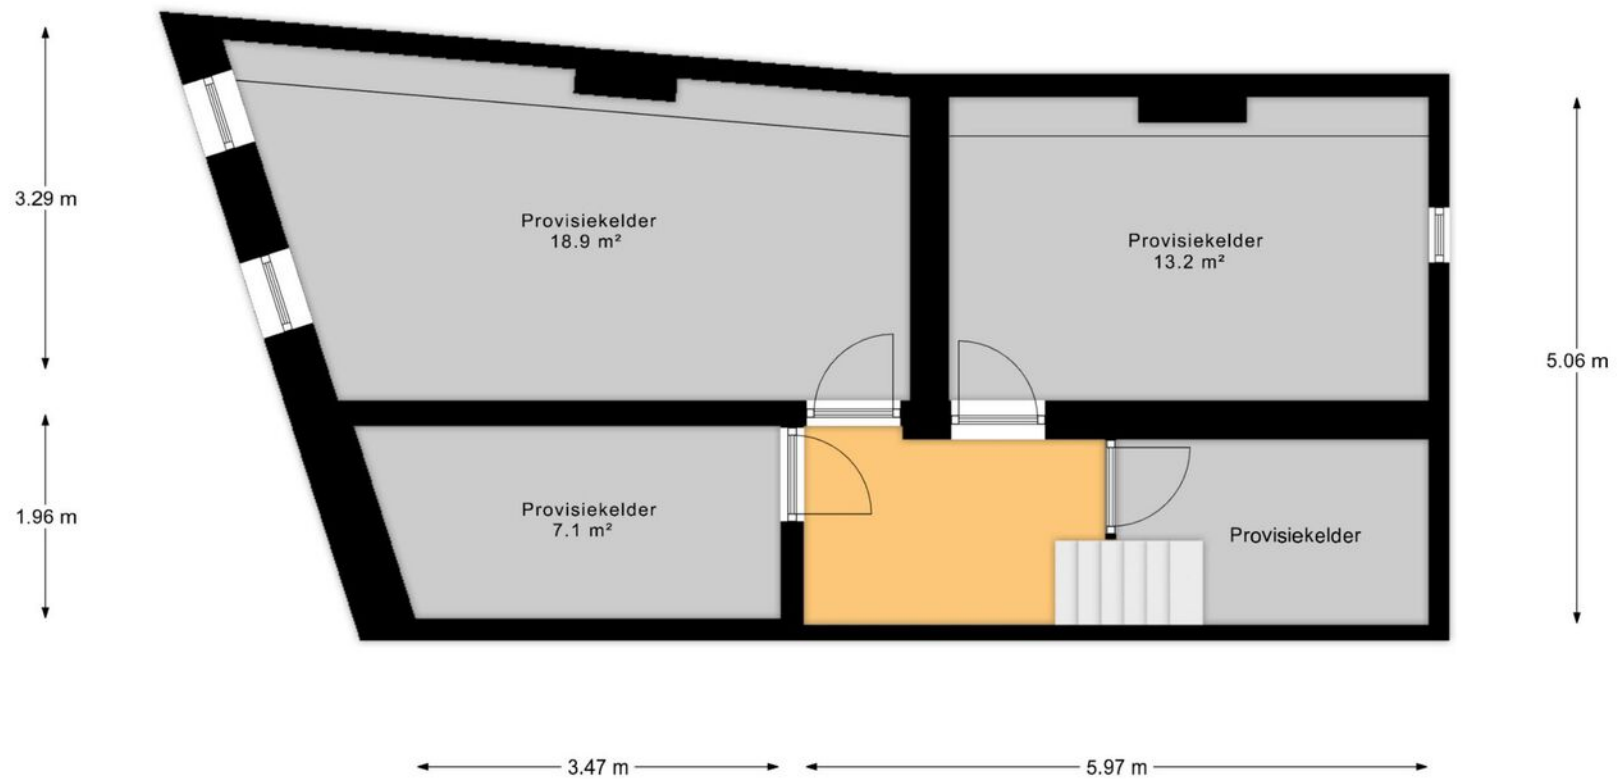 3.29 m
Provisiekelder
18.9 m²
Provisiekelder
13.2 m²
5.06 m
1.96 m
Provisiekelder
7.1 m²
Provisiekelder
3.47 m
5.97 m